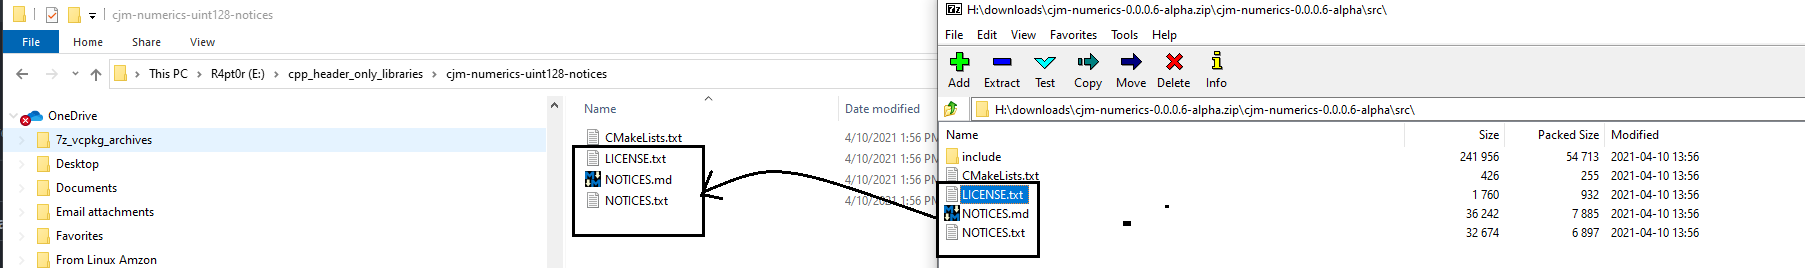 cjm-numerics-uint128-notices
File Home Share View
This PC > R4pt0r (E:) > cpp_header_only_libraries > cjm-numerics-uint128-notices
OneDrive
7z_vcpkg_archives
Desktop
Documents
Email attachments
Favorites
From Linux Amzon
Name Date modified
CMakeLists.txt 4/10/2021 1:56 PM
LICENSE.txt 4/10/2021 1:56 PM
NOTICES.md 4/10/2021 1:56 PM
NOTICES.txt 4/10/2021 1:56 PM
7z H:\downloads\cjm-numerics-0.0.0.6-alpha.zip\cjm-numerics-0.0.0.6-alpha\src\
File Edit View Favorites Tools Help
Add Extract Test Copy Move Delete Info
H:\downloads\cjm-numerics-0.0.0.6-alpha.zip\cjm-numerics-0.0.0.6-alpha\src\
Name Size Packed Size Modified
include 241 956 54 713 2021-04-10 13:56
CMakeLists.txt 426 255 2021-04-10 13:56
LICENSE.txt 1 760 932 2021-04-10 13:56
NOTICES.md 36 242 7 885 2021-04-10 13:56
NOTICES.txt 32 674 6 897 2021-04-10 13:56